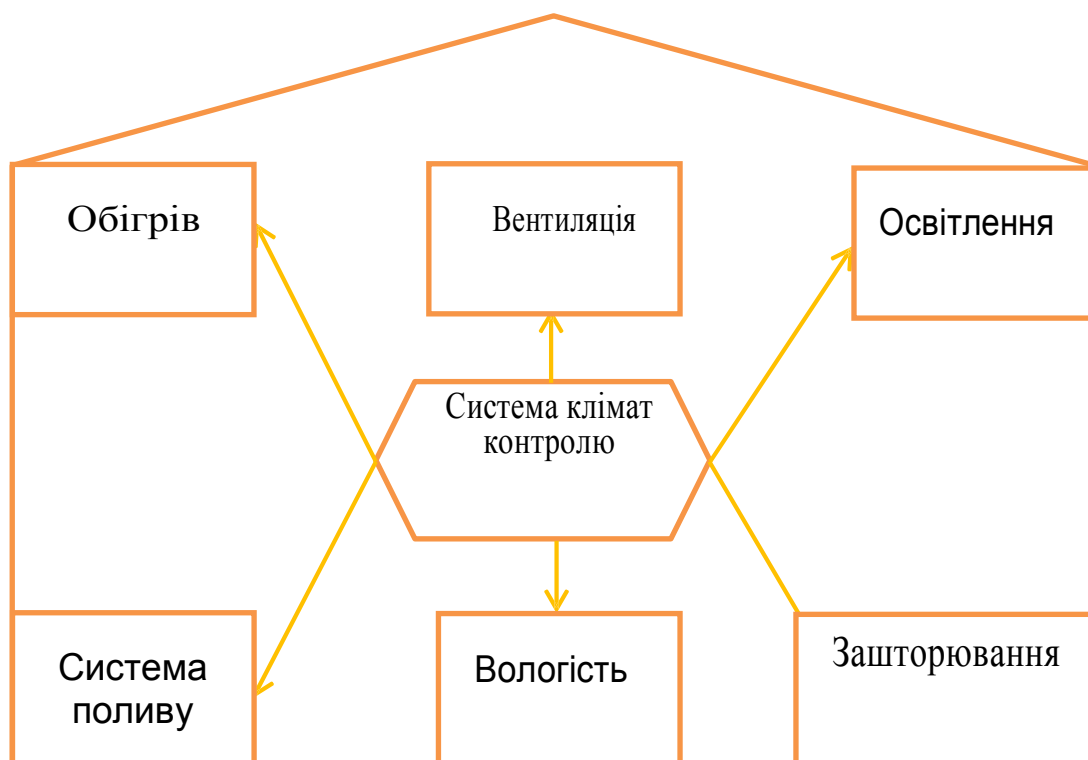 Обігрів
Вентиляція
Освітлення
Система клімат
контролю
Система
поливу
Вологість
Зашторювання